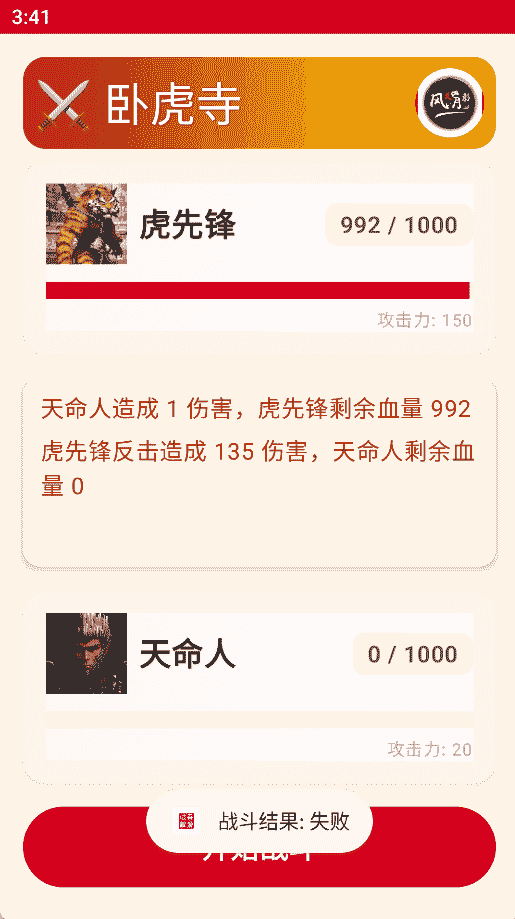 3:41
卧虎寺
虎先锋
992 / 1000
攻击力: 150
天命人造成 1 伤害，虎先锋剩余血量 992
虎先锋反击造成 135 伤害，天命人剩余血
量 0
天命人
0 / 1000
攻击力: 20
战斗结果: 失败